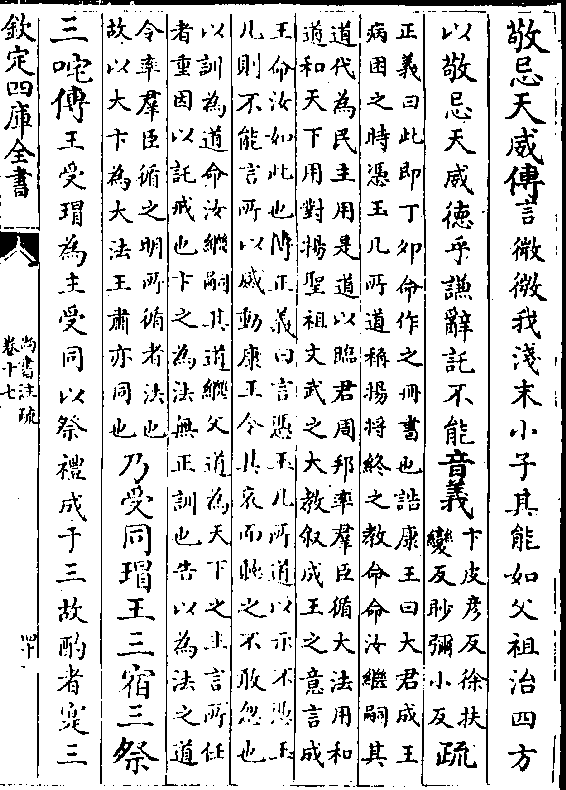 敬忌天威傳言微微我淺末小子其能如父祖治四方
以敬忌天威德乎謙辭託不能音義卞皮彦反徐扶
變反眇彌小反疏
正義曰此即丁卯命作之冊書也誥康王曰大君成王
病困之時憑玉几所道稱揚將終之教命命汝繼嗣其
道代為民主用是道以臨君周邦率羣臣循大法用和
道和天下用對揚聖祖文武之大教叙成王之意言成
王命汝如此也傳正義曰言憑玉几所道以示不憑玉
几則不能言所以感動康王令其哀而聽之不敢忽也
以訓為道命汝繼嗣其道繼父道為天下之主言所任
者重因以託戒也卞之為法無正訓也告以為法之道
令率羣臣循之明所循者法也
故以大卞為大法王肅亦同也乃受同瑁王三宿三祭
三咤傳王受瑁為主受同以祭禮成于三故酌者寔三
欽定四庫全書
尚書注疏
卷十七